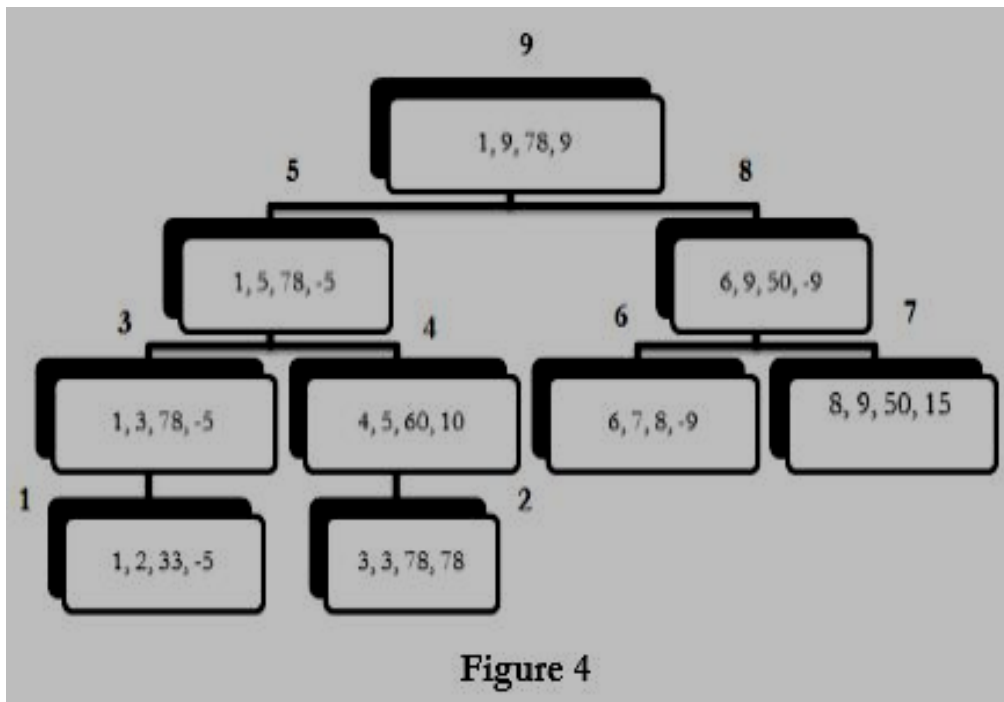 9
1, 9, 78, 9
5
8
1, 5, 78, -5
6, 9, 50, -9
3
4
6
7
1, 3, 78, -5
4, 5, 60, 10
6, 7, 8, -9
8, 9, 50, 15
1
2
1, 2, 33, -5
3, 3, 78, 78
Figure 4